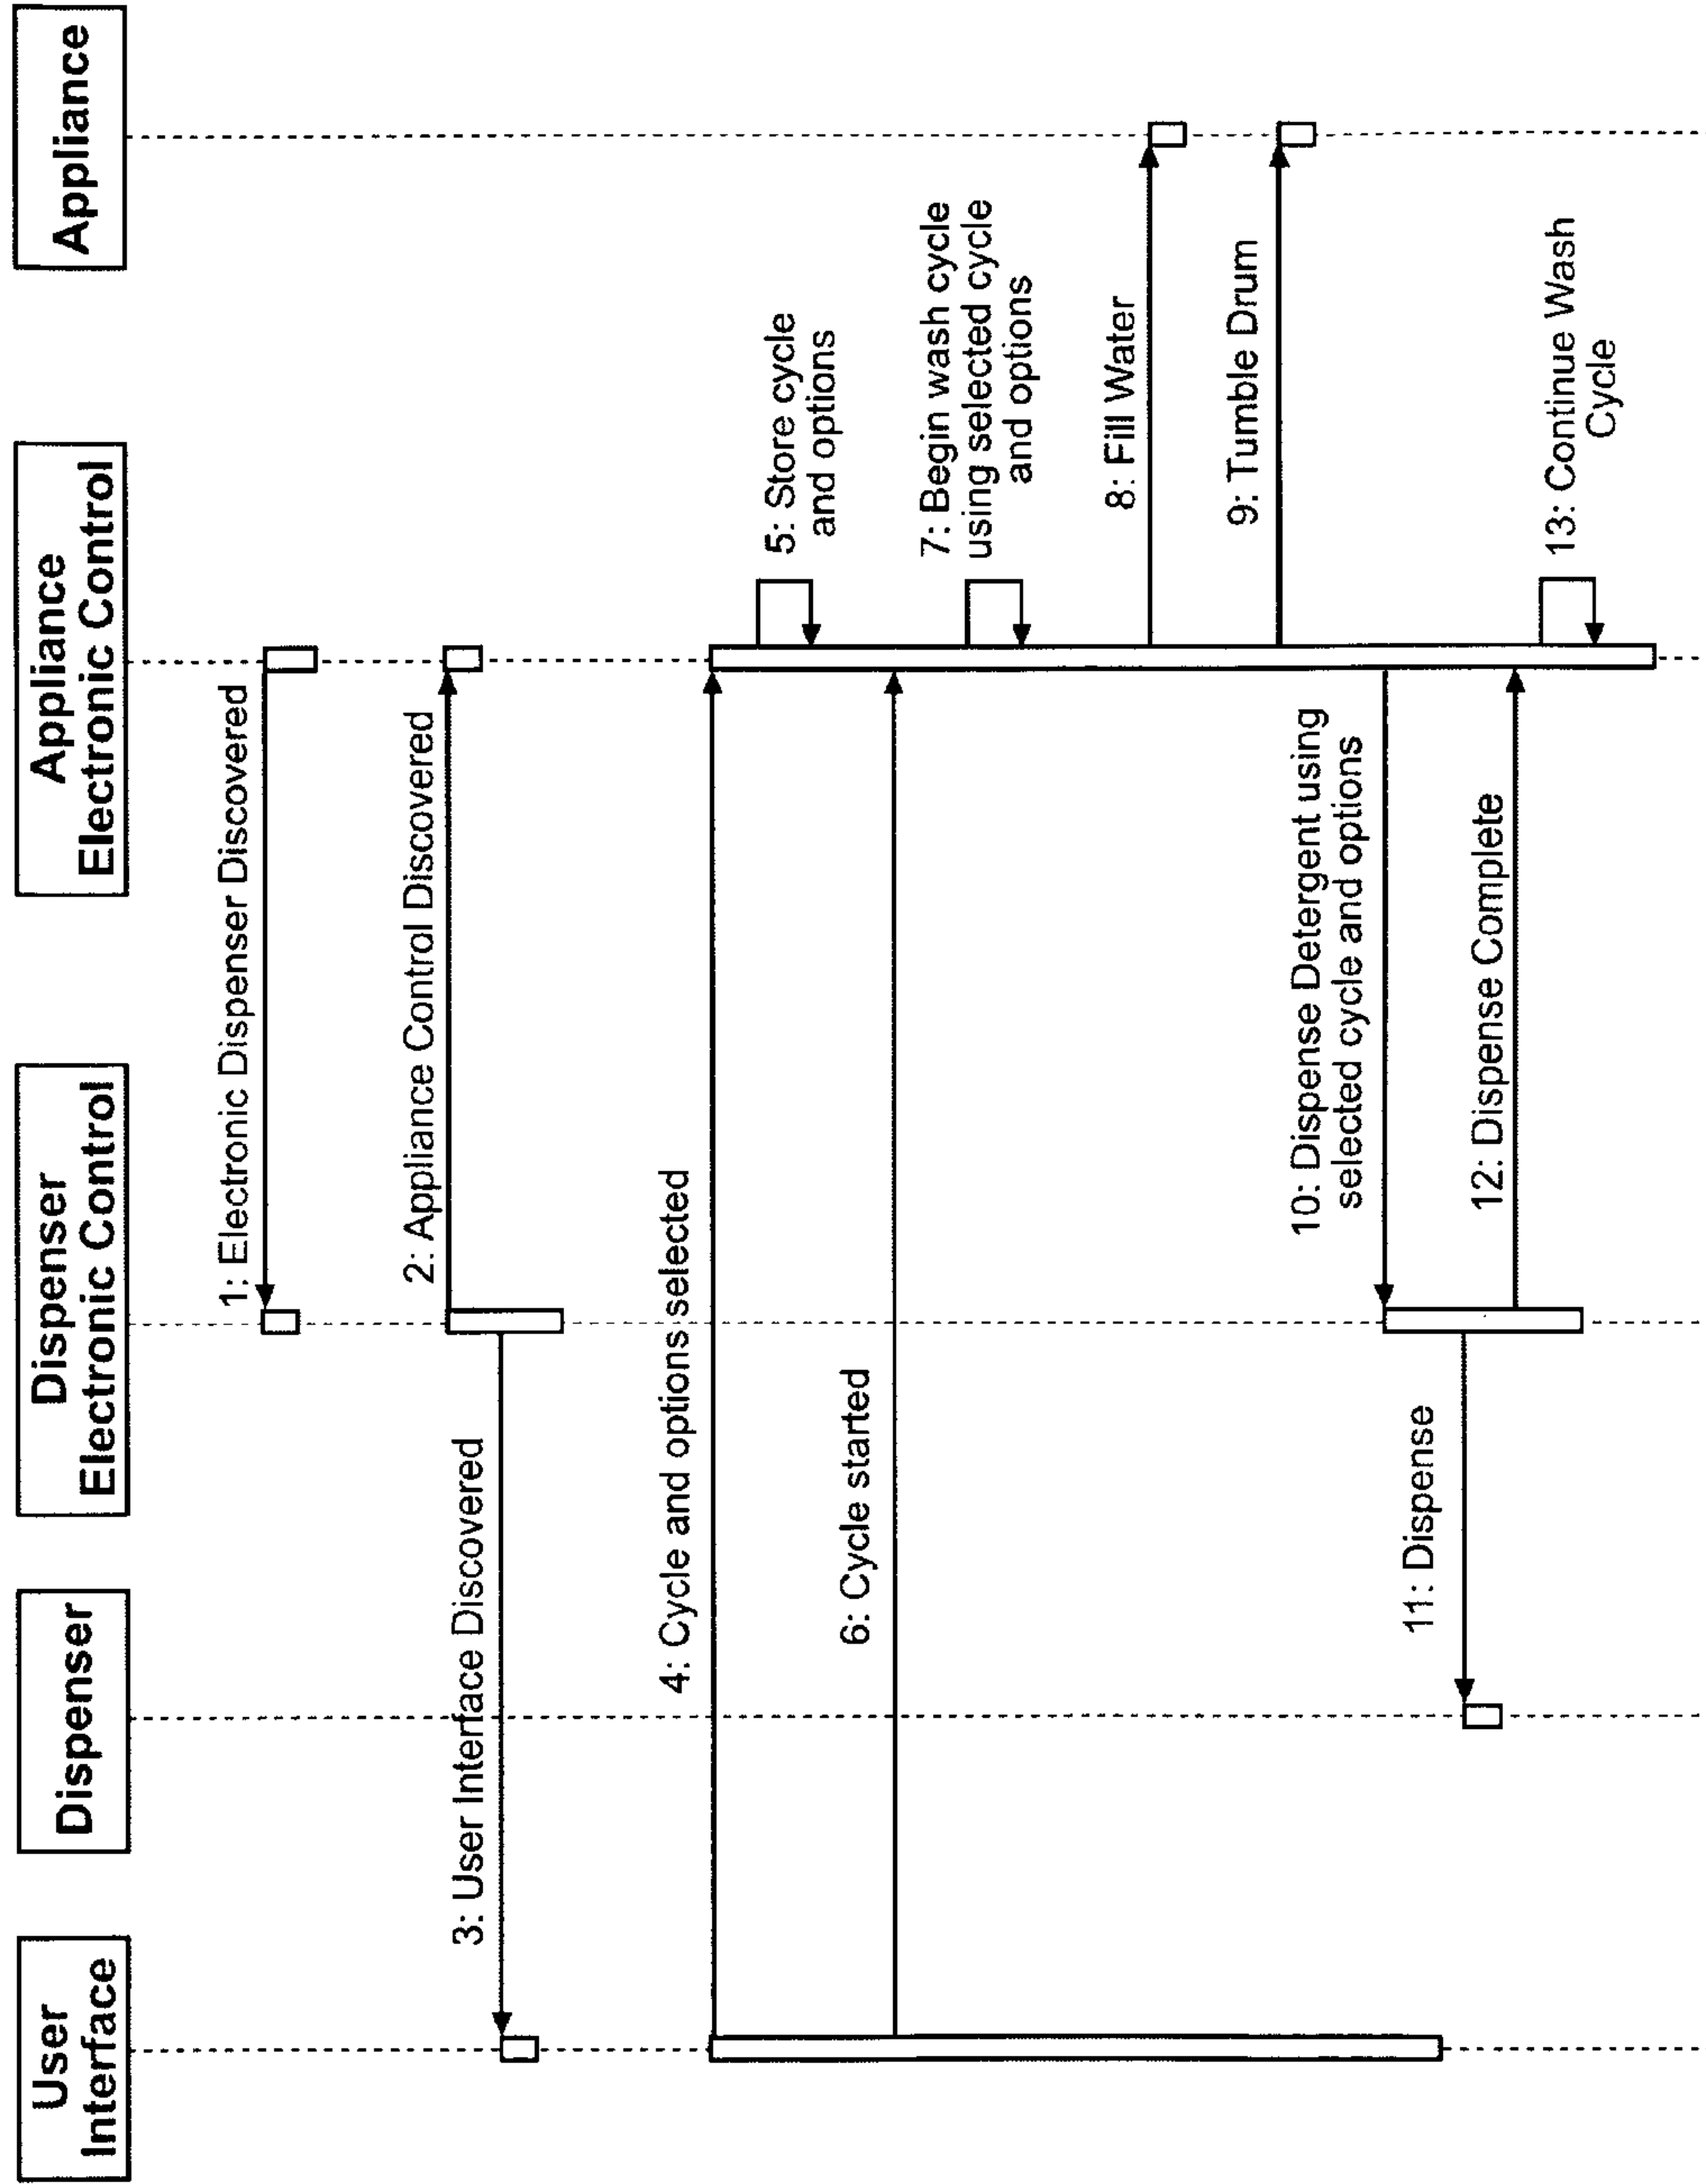 User
Interface
Dispenser
Dispenser
Electronic Control
Appliance
Electronic Control
Appliance
1: Electronic Dispenser Discovered
2: Appliance Control Discovered
3: User Interface Discovered
4: Cycle and options selected
5: Store cycle
and options
6: Cycle started
7: Begin wash cycle
using selected cycle
and options
8: Fill Water
9: Tumble Drum
10: Dispense Detergent using
selected cycle and options
11: Dispense
12: Dispense Complete
13: Continue Wash
Cycle